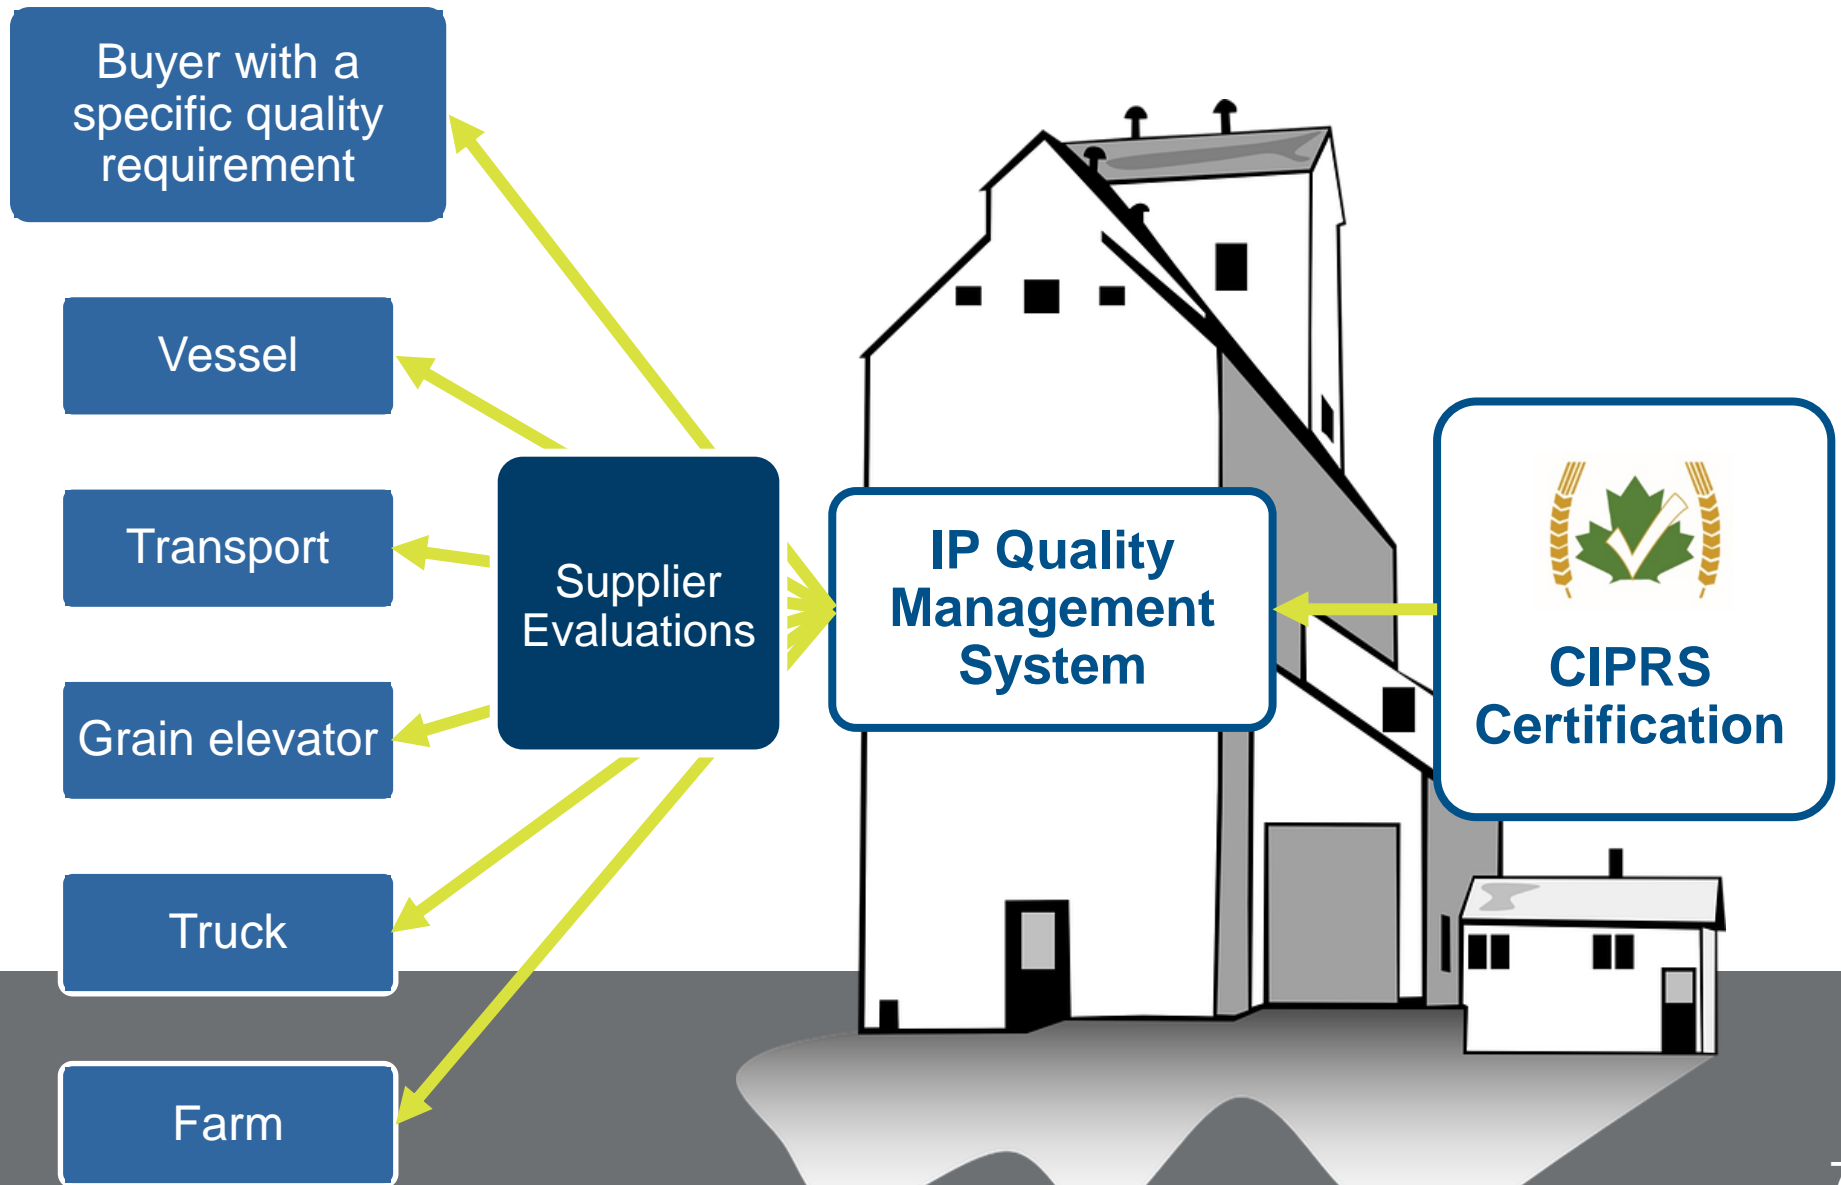 Buyer with a
specific quality
requirement
Vessel
Transport
Grain elevator
Truck
Farm
Supplier
Evaluations
IP Quality
Management
System
CIPRS
Certification